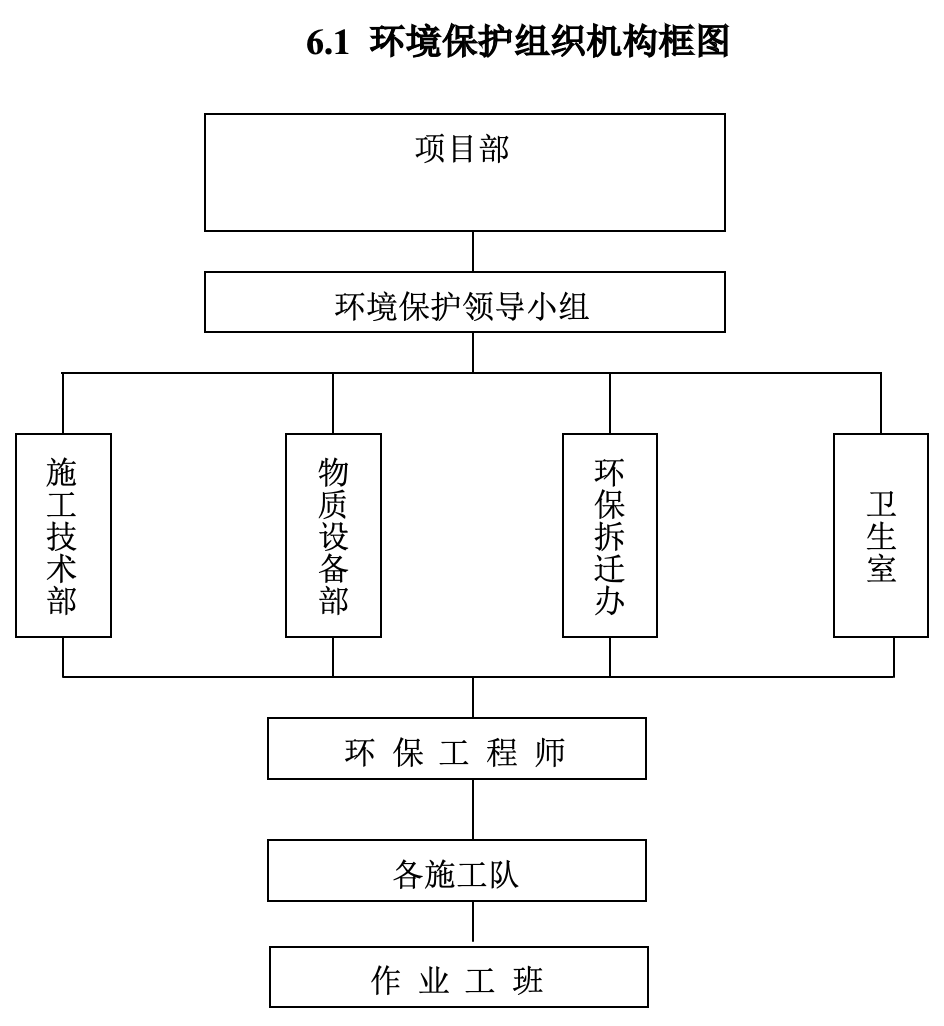 6.1 环境保护组织机构框图
项目部
环境保护领导小组
施工技术部
物质设备部
环保拆迁办
卫生室
环 保 工 程 师
各施工队
作 业 工 班